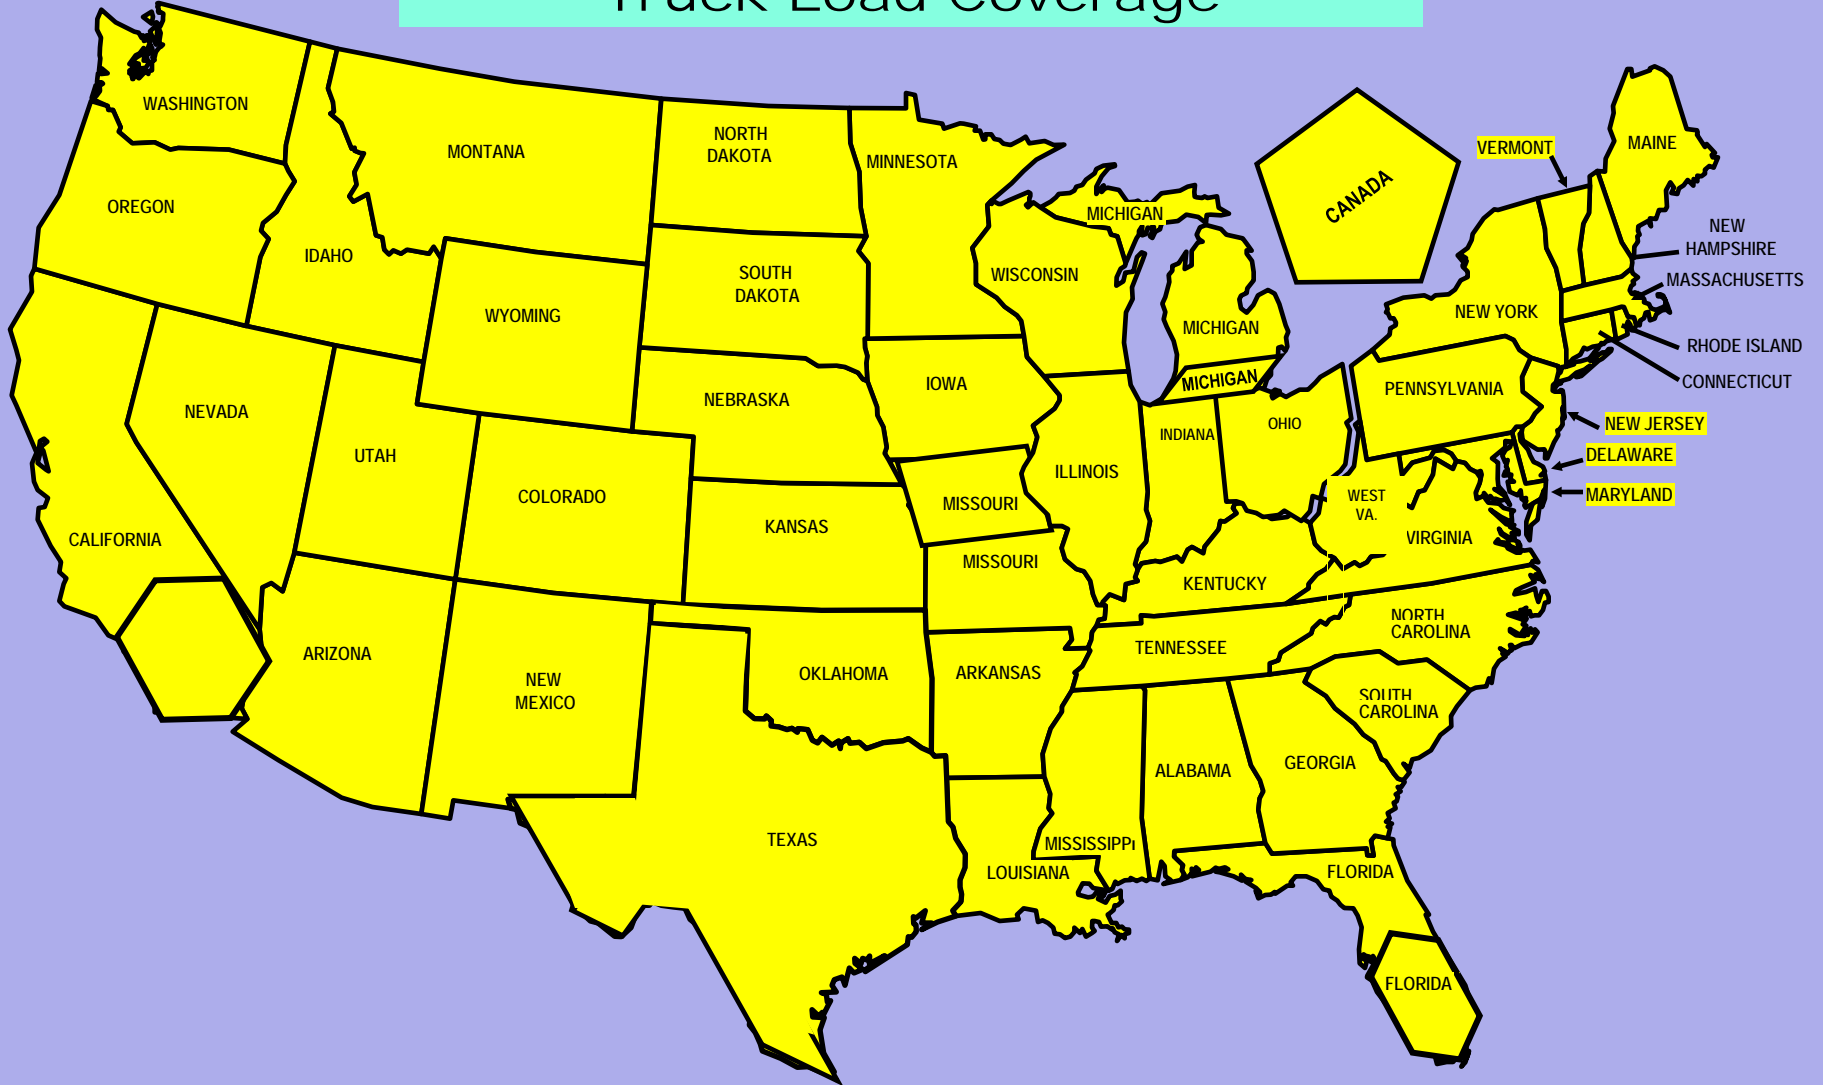 Truck Load Coverage
WASHINGTON
MONTANA
NORTH
DAKOTA
MINNESOTA
VERMONT
MAINE
CANADA
OREGON
IDAHO
MICHIGAN
NEW
HAMPSHIRE
WYOMING
SOUTH
DAKOTA
WISCONSIN
MASSACHUSETTS
NEW YORK
MICHIGAN
RHODE ISLAND
IOWA
MICHIGAN
CONNECTICUT
NEVADA
NEBRASKA
PENNSYLVANIA
UTAH
INDIANA
OHIO
NEW JERSEY
DELAWARE
COLORADO
ILLINOIS
MARYLAND
MISSOURI
WEST
VA.
KANSAS
CALIFORNIA
VIRGINIA
MISSOURI
KENTUCKY
NORTH
CAROLINA
ARIZONA
NEW
MEXICO
OKLAHOMA
ARKANSAS
TENNESSEE
SOUTH
CAROLINA
ALABAMA
GEORGIA
TEXAS
MISSISSIPPI
LOUISIANA
FLORIDA
FLORIDA